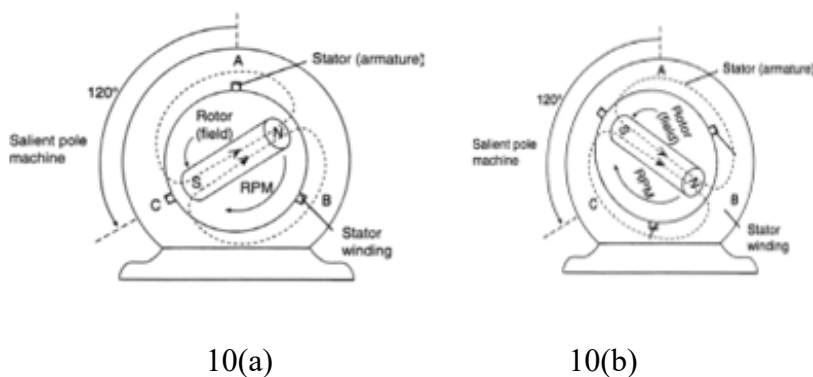 A
Stator (armature)
120°
Rotor
(field)
N
Salient pole
machine
S
RPM
C
B
Stator
winding
10(a)
A
Stator (armature)
120°
Rotor
(field)
S
Salient pole
machine
RPM
N
C
B
Stator
winding
10(b)